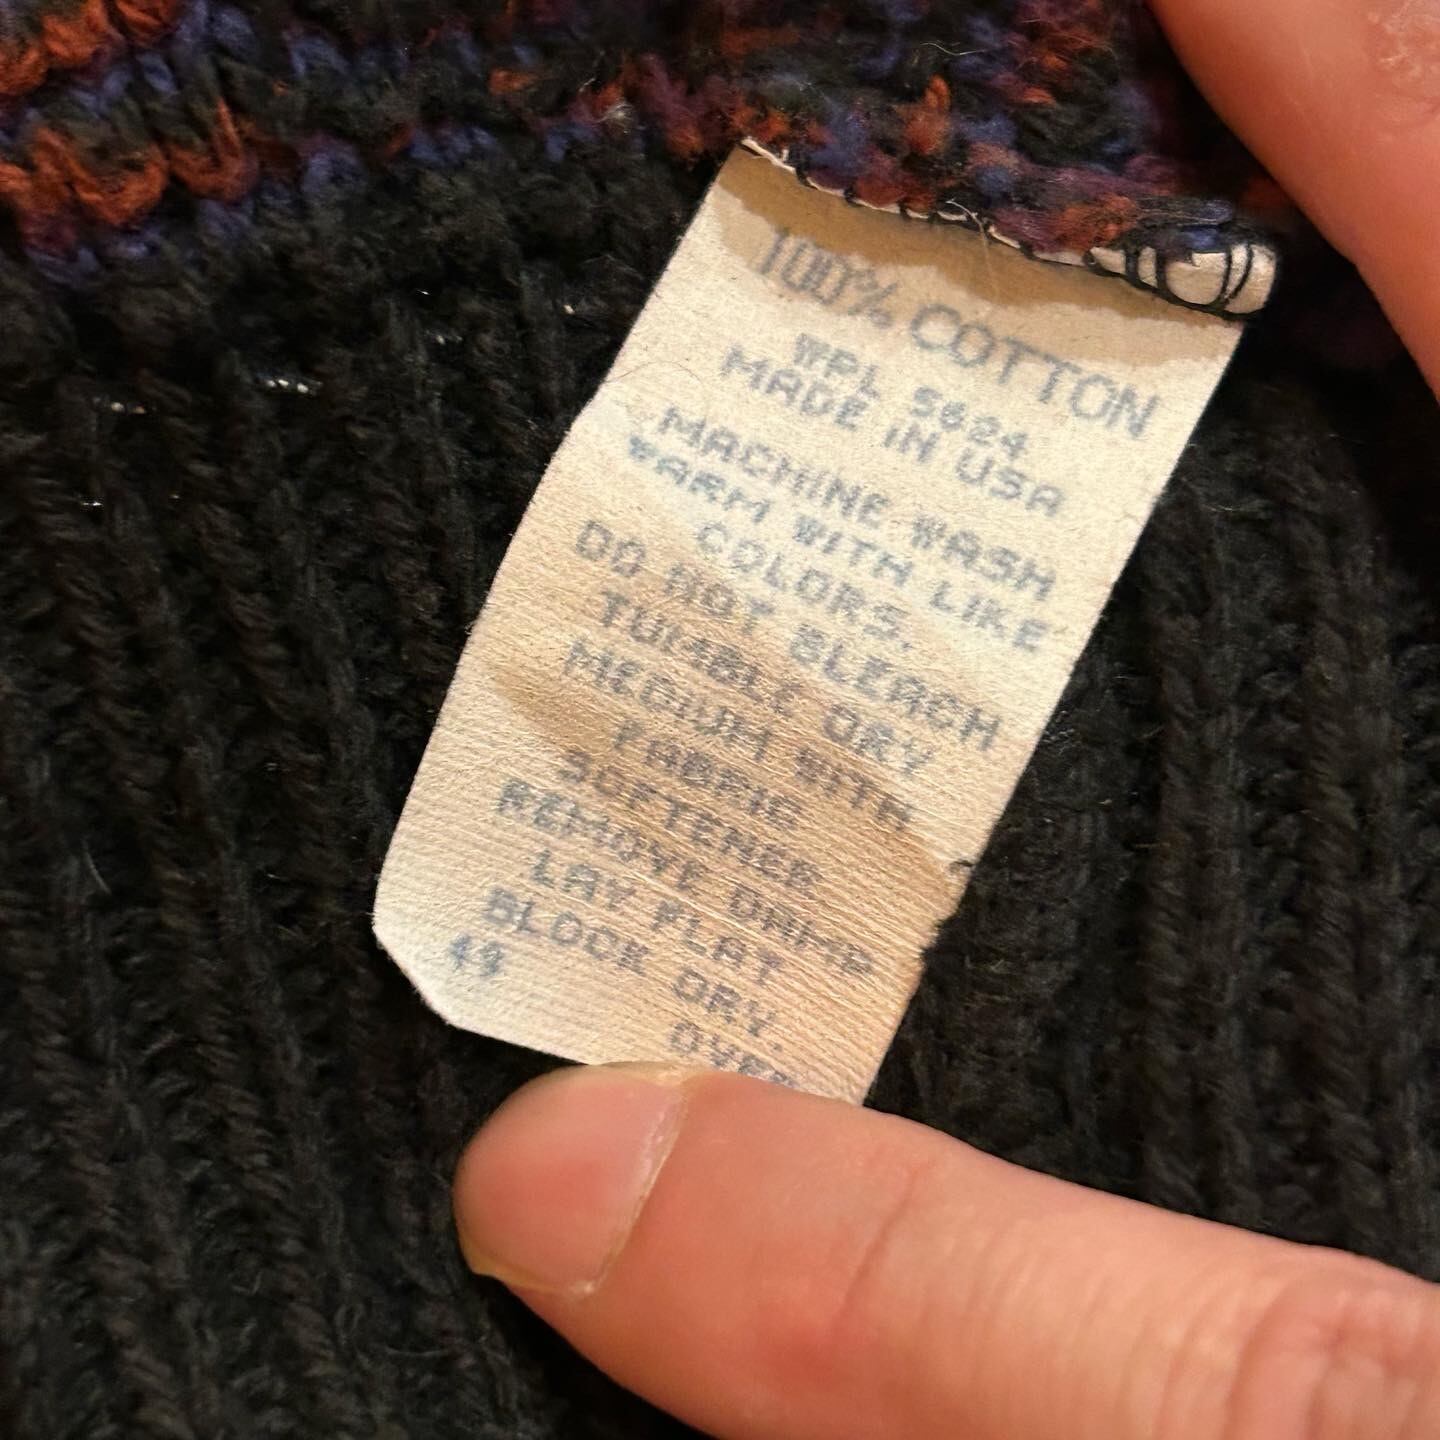 100% COTTON
WPL 5624
MADE IN USA
MACHINE WASH
WARM WITH LIKE
COLORS.
DO NOT BLEACH
TUMBLE DRY
MEDIUM WITH
FABRIC
SOFTENER
REMOVE DAMP
LAY FLAT
BLOCK DRY.